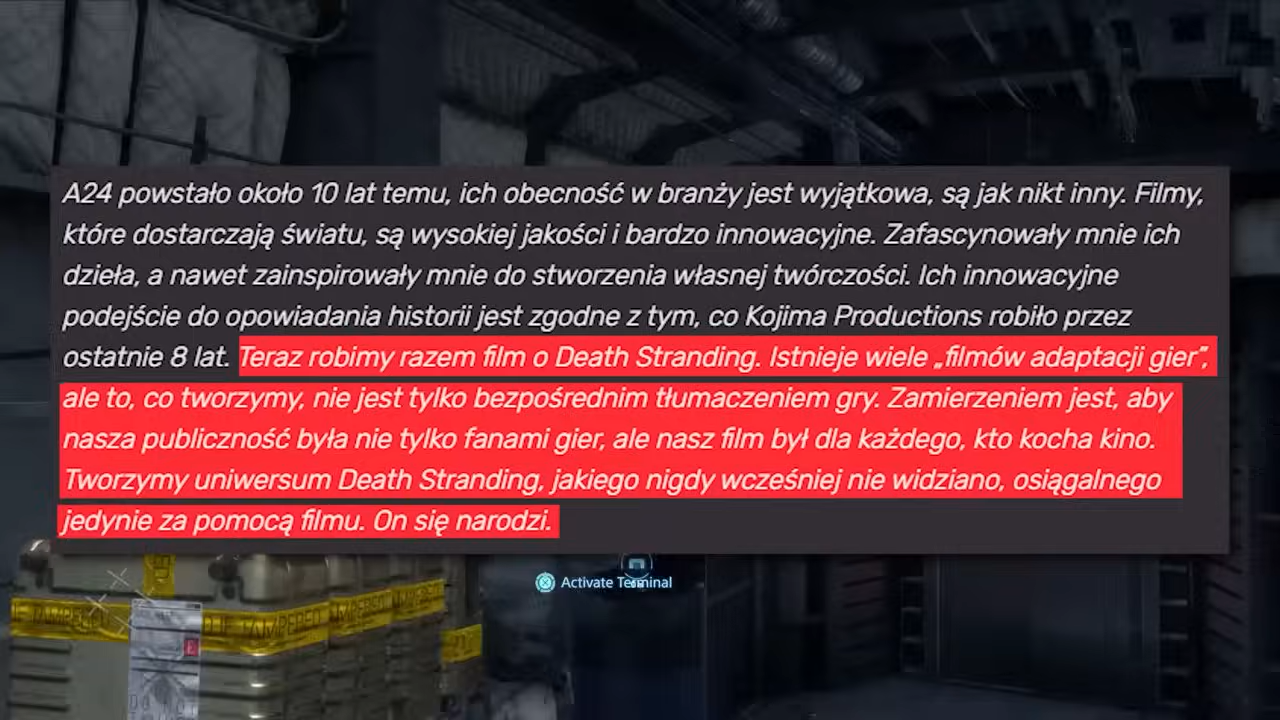 A24 powstało około 10 lat temu, ich obecność w branży jest wyjątkowa, są jak nikt inny. Filmy,
które dostarczają światu, są wysokiej jakości i bardzo innowacyjne. Zafascynowały mnie ich
dzieła, a nawet zainspirowały mnie do stworzenia własnej twórczości. Ich innowacyjne
podejście do opowiadania historii jest zgodne z tym, co Kojima Productions robiło przez
ostatnie 8 lat. Teraz robimy razem film o Death Stranding. Istnieje wiele „filmów adaptacji gier”,
ale to, co tworzymy, nie jest tylko bezpośrednim tłumaczeniem gry. Zamierzeniem jest, aby
nasza publiczność była nie tylko fanami gier, ale nasz film był dla każdego, kto kocha kino.
Tworzymy uniwersum Death Stranding, jakiego nigdy wcześniej nie widziano, osiągalnego
jedynie za pomocą filmu. On się narodzi.
Activate Terminal